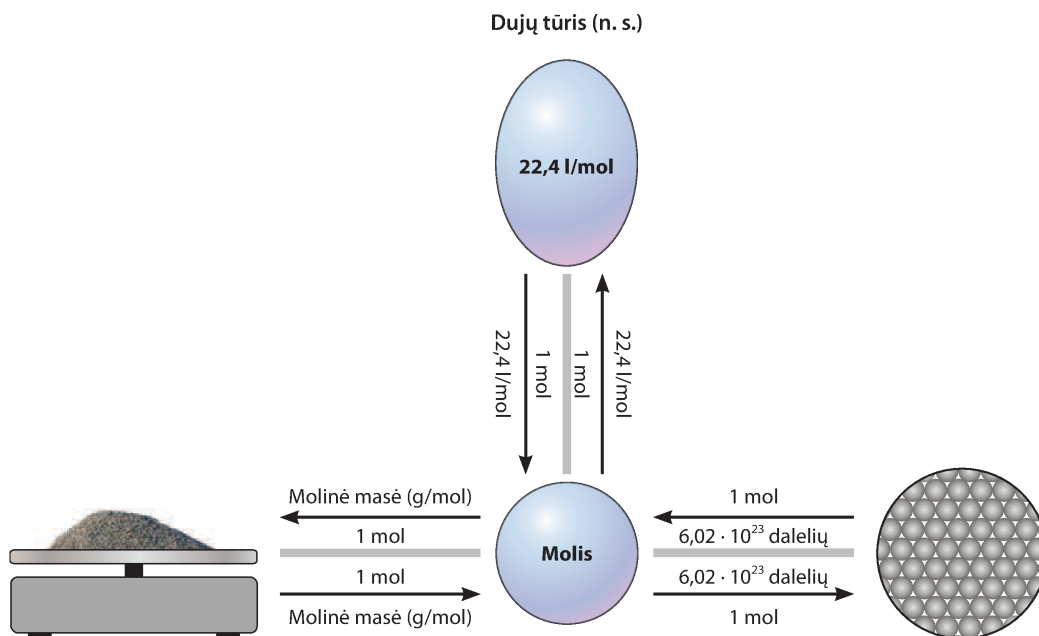 Dujų tūris (n. s.)
22,4 l/mol
22,4 l/mol
1 mol
1 mol
22,4 l/mol
Molinė masė (g/mol)
1 mol
1 mol
Molinė masė (g/mol)
Molis
1 mol
6,02 · 10²³ dalelių
6,02 · 10²³ dalelių
1 mol